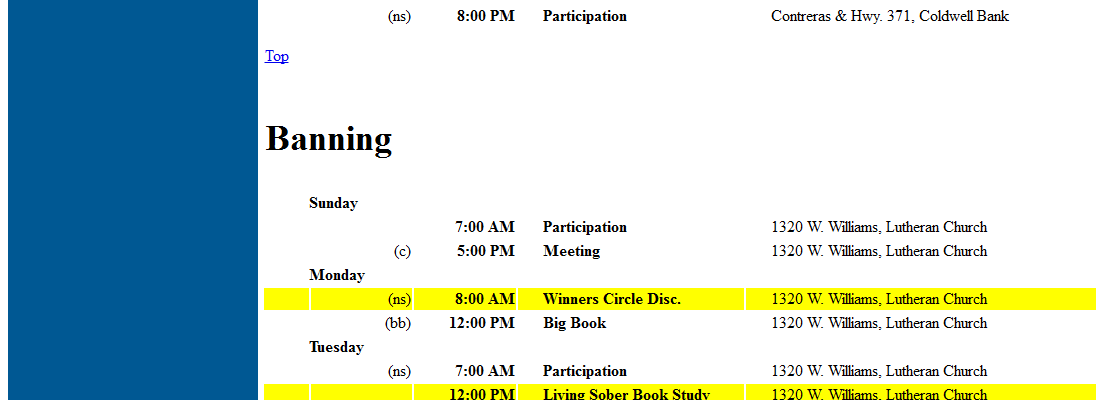 (ns) 8:00 PM Participation Contreras & Hwy. 371, Coldwell Bank
Top
Banning
Sunday
7:00 AM Participation 1320 W. Williams, Lutheran Church
(c) 5:00 PM Meeting 1320 W. Williams, Lutheran Church
Monday
(ns) 8:00 AM Winners Circle Disc. 1320 W. Williams, Lutheran Church
(bb) 12:00 PM Big Book 1320 W. Williams, Lutheran Church
Tuesday
(ns) 7:00 AM Participation 1320 W. Williams, Lutheran Church
12:00 PM Living Sober Book Study 1320 W. Williams, Lutheran Church